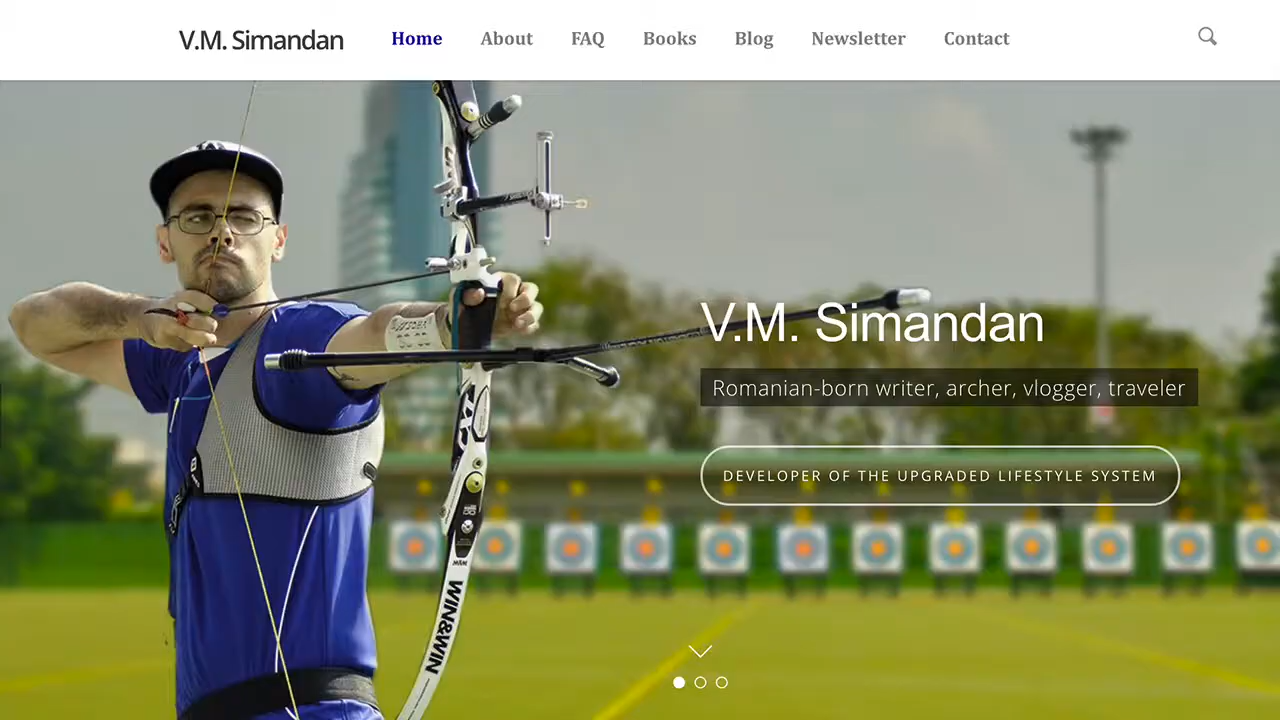 V.M. Simandan
Home About FAQ Books Blog Newsletter Contact
V.M. Simandan
Romanian-born writer, archer, vlogger, traveler
DEVELOPER OF THE UPGRADED LIFESTYLE SYSTEM
WIN&WIN